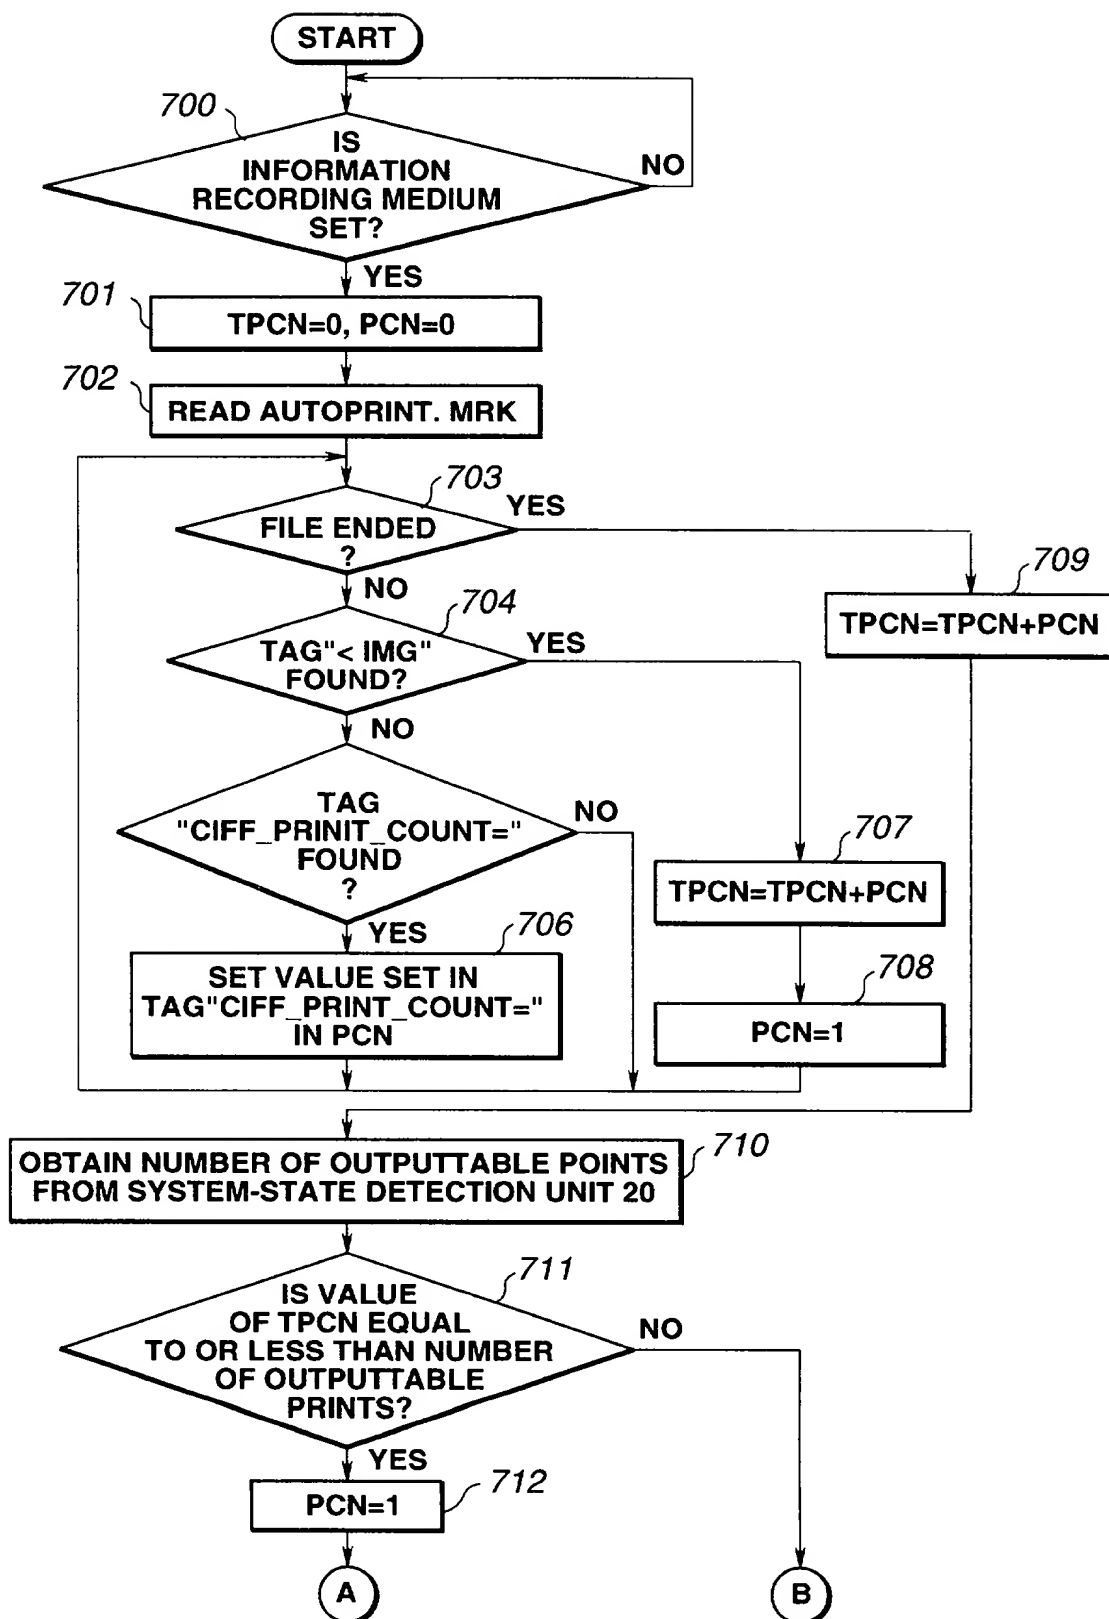 START
700
IS
INFORMATION
RECORDING MEDIUM
SET?
NO
YES
701
TPCN=0, PCN=0
702
READ AUTOPRINT. MRK
703
FILE ENDED
?
YES
NO
709
TPCN=TPCN+PCN
704
TAG"< IMG"
FOUND?
YES
NO
TAG
"CIFF_PRINIT_COUNT="
FOUND
?
NO
YES
707
TPCN=TPCN+PCN
706
SET VALUE SET IN
TAG"CIFF_PRINT_COUNT="
IN PCN
708
PCN=1
710
OBTAIN NUMBER OF OUTPUTTABLE POINTS
FROM SYSTEM-STATE DETECTION UNIT 20
711
IS VALUE
OF TPCN EQUAL
TO OR LESS THAN NUMBER
OF OUTPUTTABLE
PRINTS?
NO
YES
712
PCN=1
A
B